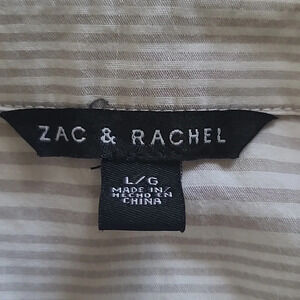 ZAC & RACHEL
L/G
MADE IN/
HECHO EN
CHINA